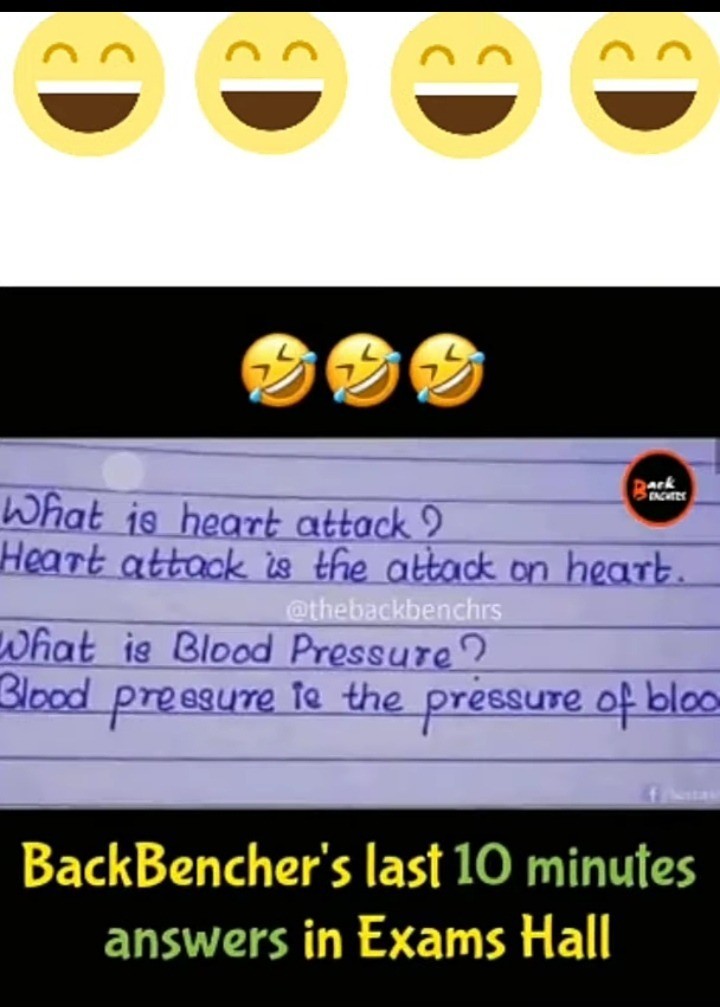 Back
BENCHERS
What is heart attack?
Heart attack is the attack on heart.
@thebackbenchrs
What is Blood Pressure?
Blood pressure is the pressure of bloo
BackBencher's last 10 minutes
answers in Exams Hall